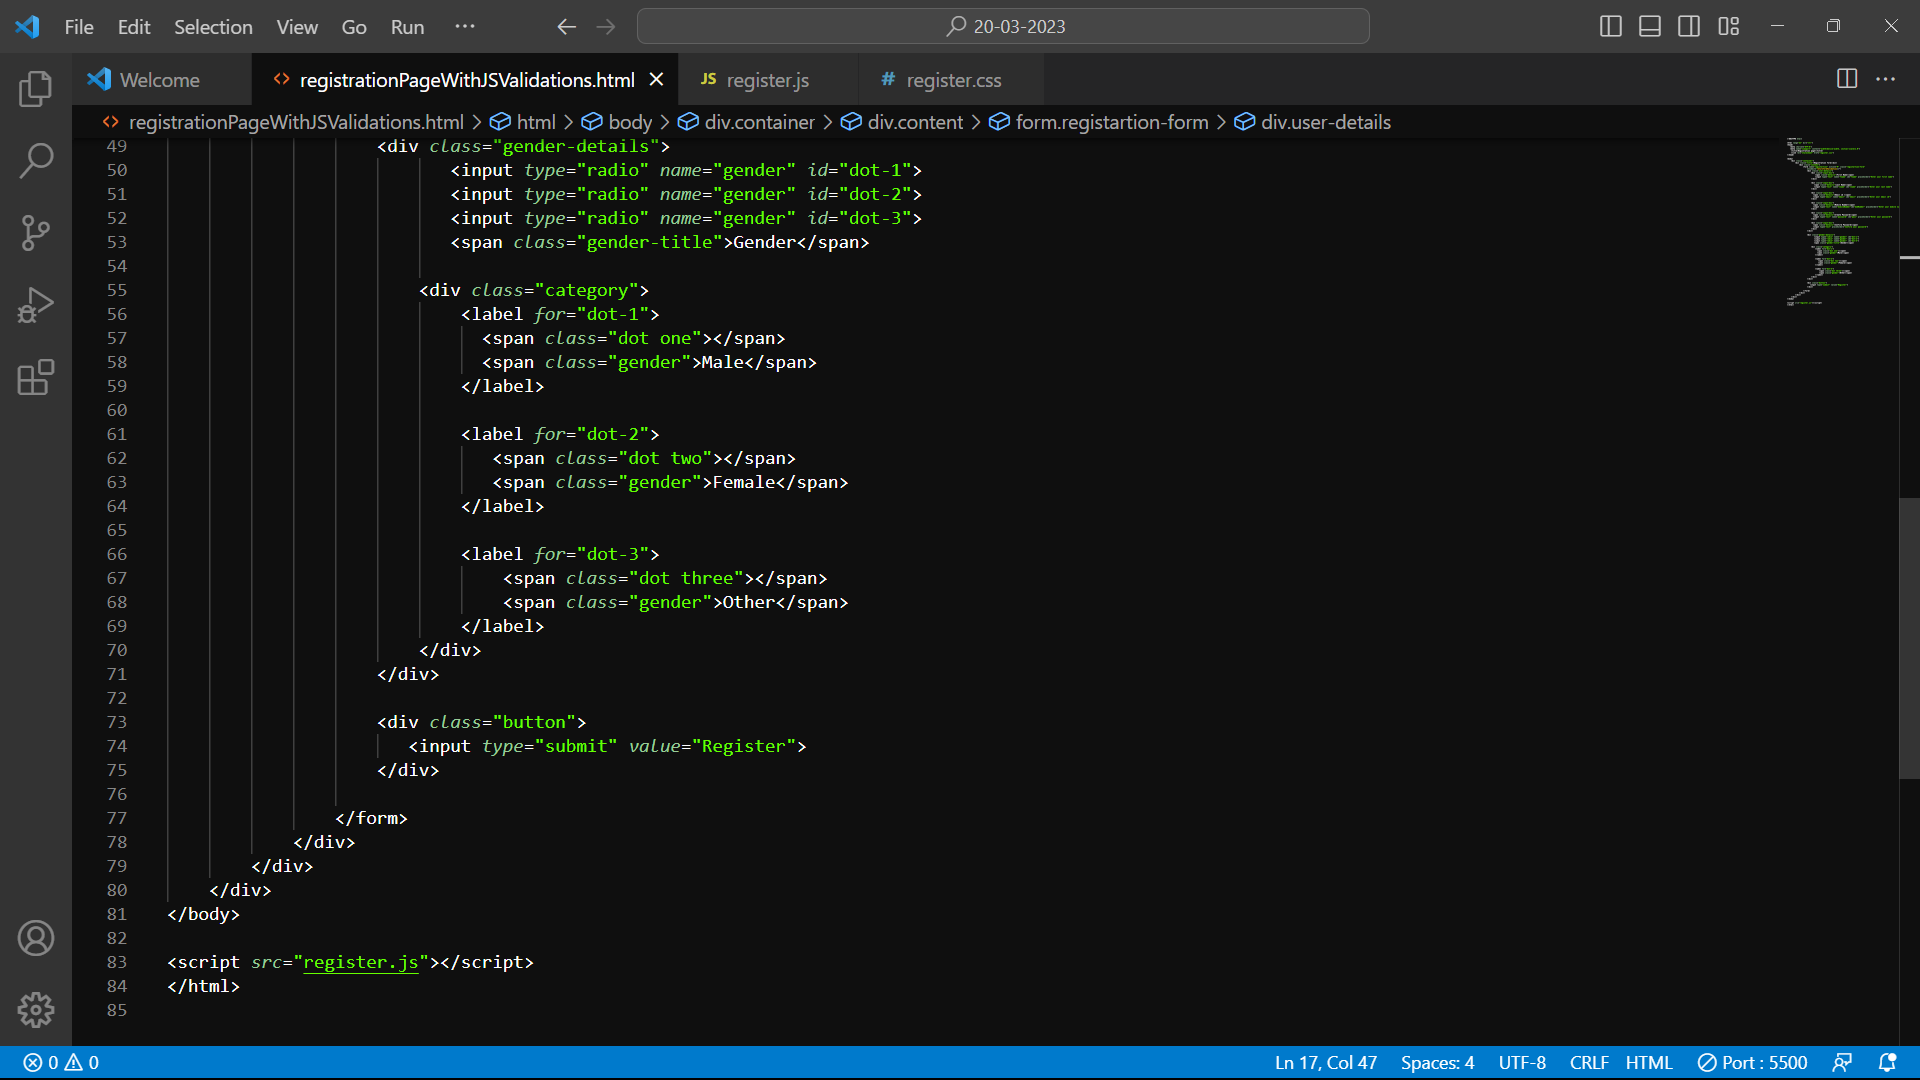 File Edit Selection View Go Run ··· 20-03-2023
Welcome <> registrationPageWithJSValidations.html JS register.js # register.css
<> registrationPageWithJSValidations.html > html > body > div.container > div.content > form.registartion-form > div.user-details
49 <div class="gender-details">
50 <input type="radio" name="gender" id="dot-1">
51 <input type="radio" name="gender" id="dot-2">
52 <input type="radio" name="gender" id="dot-3">
53 <span class="gender-title">Gender</span>
54
55 <div class="category">
56 <label for="dot-1">
57 <span class="dot one"></span>
58 <span class="gender">Male</span>
59 </label>
60
61 <label for="dot-2">
62 <span class="dot two"></span>
63 <span class="gender">Female</span>
64 </label>
65
66 <label for="dot-3">
67 <span class="dot three"></span>
68 <span class="gender">Other</span>
69 </label>
70 </div>
71 </div>
72
73 <div class="button">
74 <input type="submit" value="Register">
75 </div>
76
77 </form>
78 </div>
79 </div>
80 </div>
81 </body>
82
83 <script src="register.js"></script>
84 </html>
85
0 0 Ln 17, Col 47 Spaces: 4 UTF-8 CRLF HTML Port : 5500